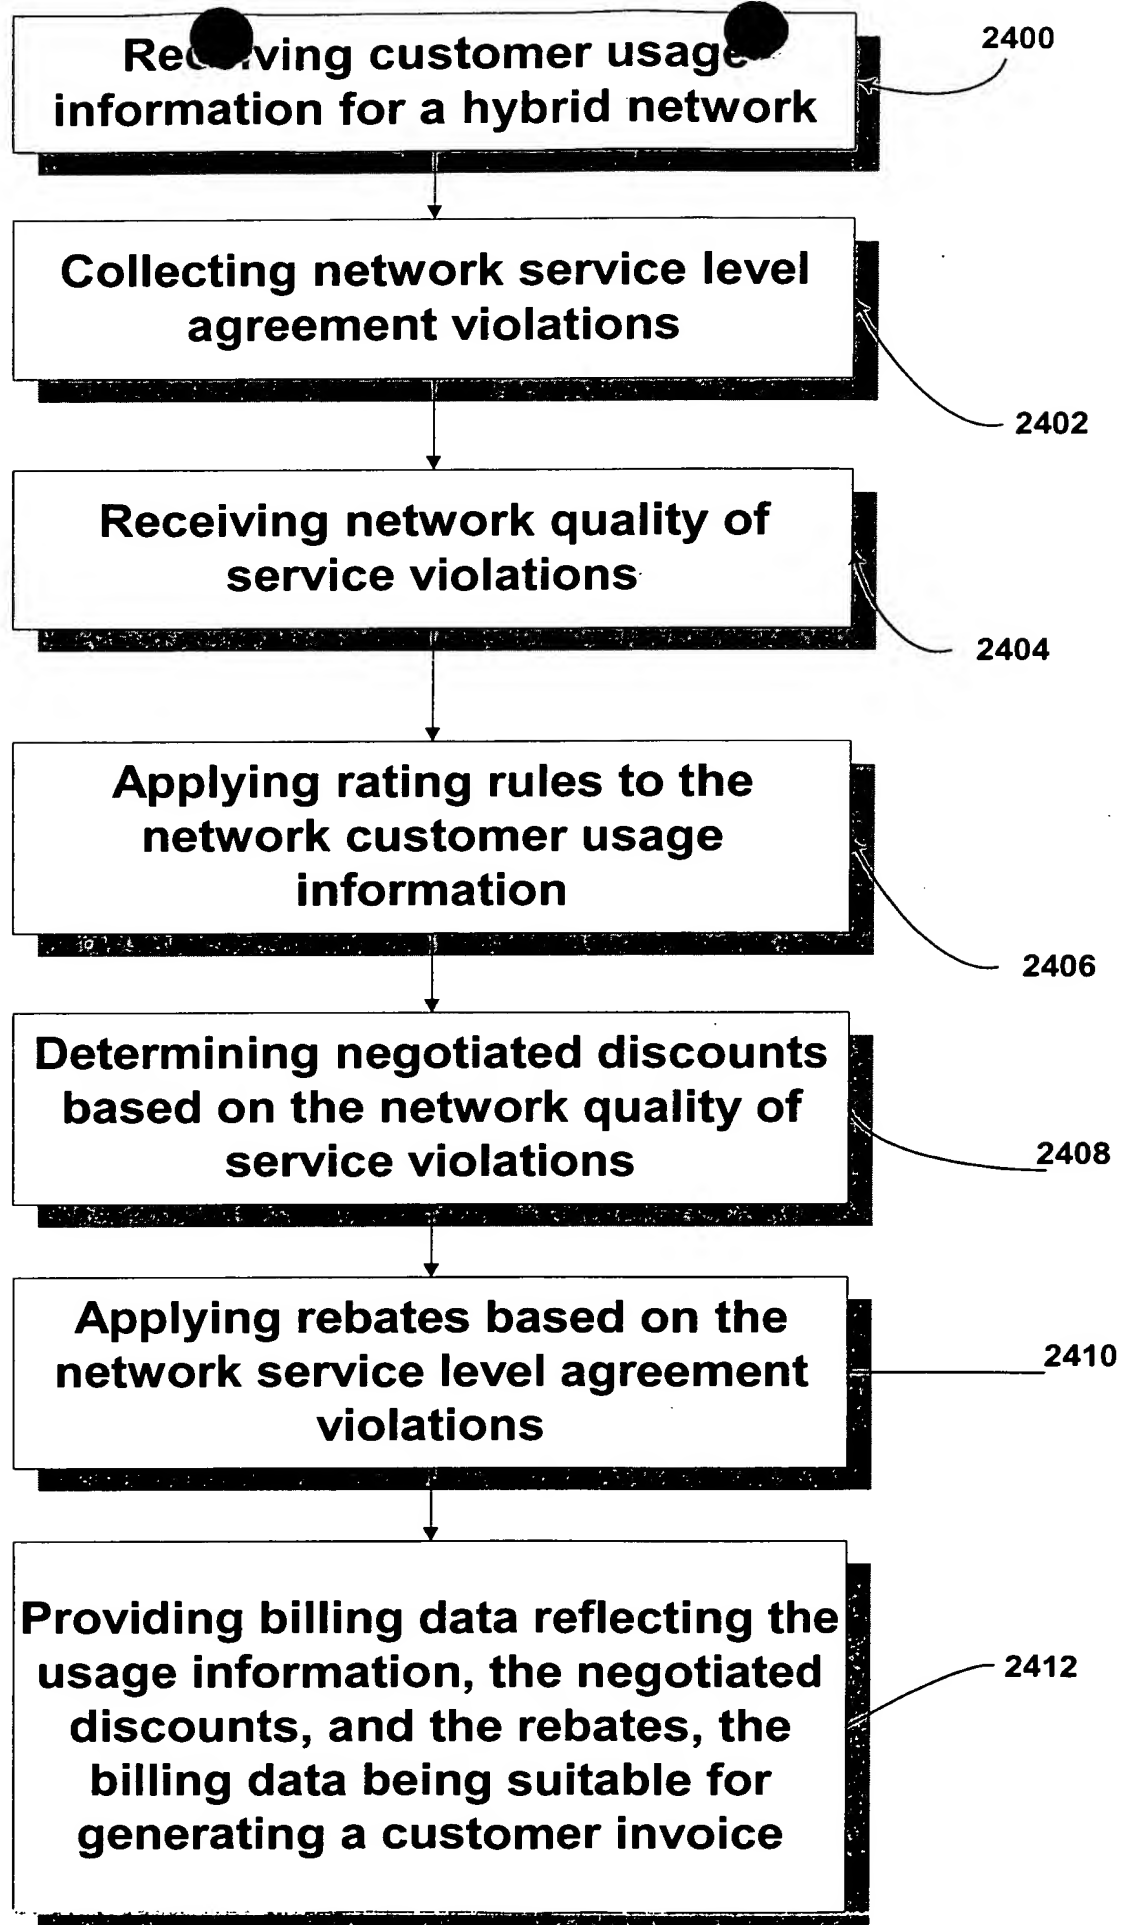 Receiving customer usage
information for a hybrid network
2400
Collecting network service level
agreement violations
2402
Receiving network quality of
service violations
2404
Applying rating rules to the
network customer usage
information
2406
Determining negotiated discounts
based on the network quality of
service violations
2408
Applying rebates based on the
network service level agreement
violations
2410
Providing billing data reflecting the
usage information, the negotiated
discounts, and the rebates, the
billing data being suitable for
generating a customer invoice
2412